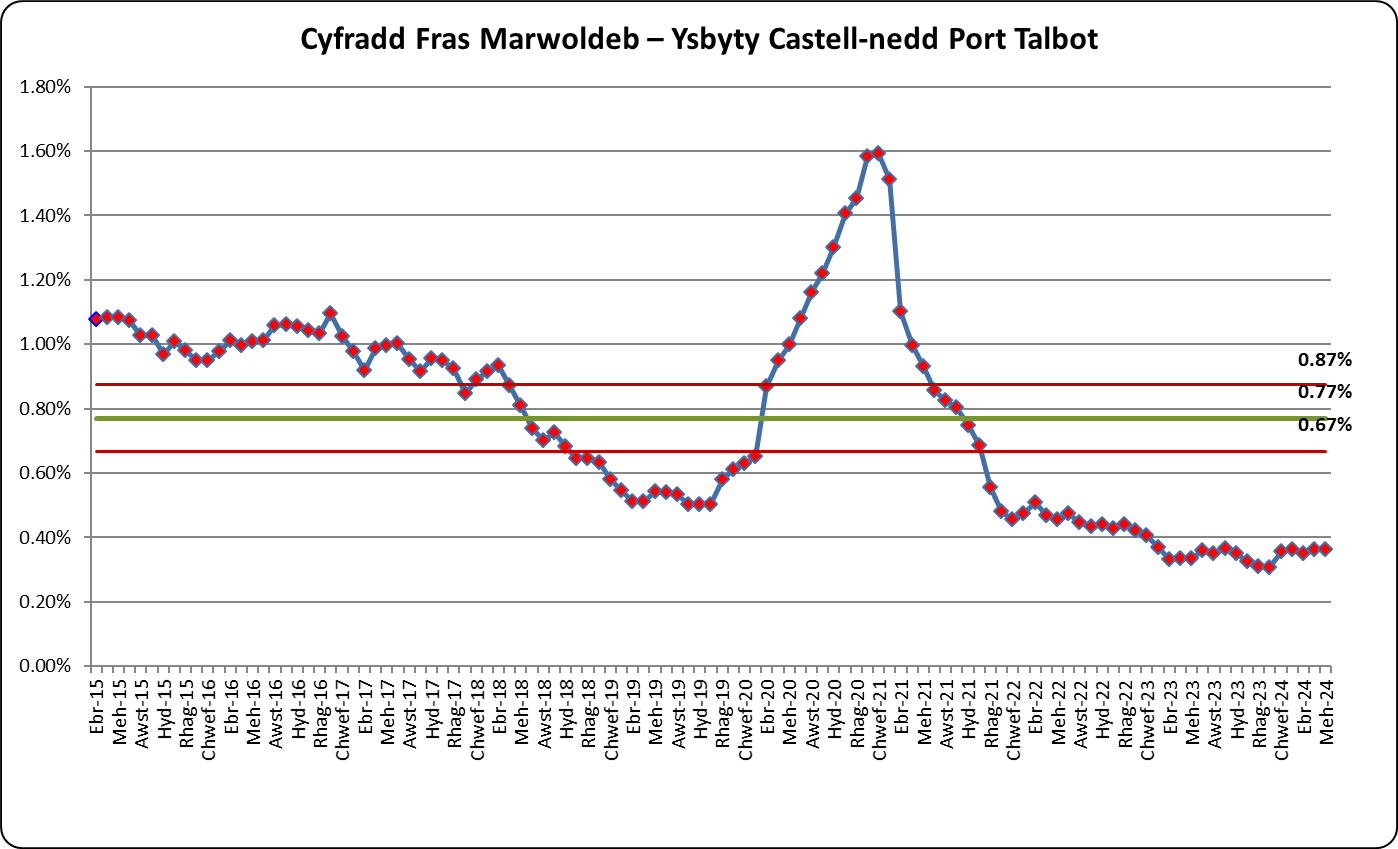 Cyfradd Fras Marwoldeb – Ysbyty Castell-nedd Port Talbot
1.80%
1.60%
1.40%
1.20%
1.00%
0.80%
0.60%
0.40%
0.20%
0.00%
0.87%
0.77%
0.67%
Ebr-15
Meh-15
Awst-15
Hyd-15
Rhag-15
Chwef-16
Ebr-16
Meh-16
Awst-16
Hyd-16
Rhag-16
Chwef-17
Ebr-17
Meh-17
Awst-17
Hyd-17
Rhag-17
Chwef-18
Ebr-18
Meh-18
Awst-18
Hyd-18
Rhag-18
Chwef-19
Ebr-19
Meh-19
Awst-19
Hyd-19
Rhag-19
Chwef-20
Ebr-20
Meh-20
Awst-20
Hyd-20
Rhag-20
Chwef-21
Ebr-21
Meh-21
Awst-21
Hyd-21
Rhag-21
Chwef-22
Ebr-22
Meh-22
Awst-22
Hyd-22
Rhag-22
Chwef-23
Ebr-23
Meh-23
Awst-23
Hyd-23
Rhag-23
Chwef-24
Ebr-24
Meh-24